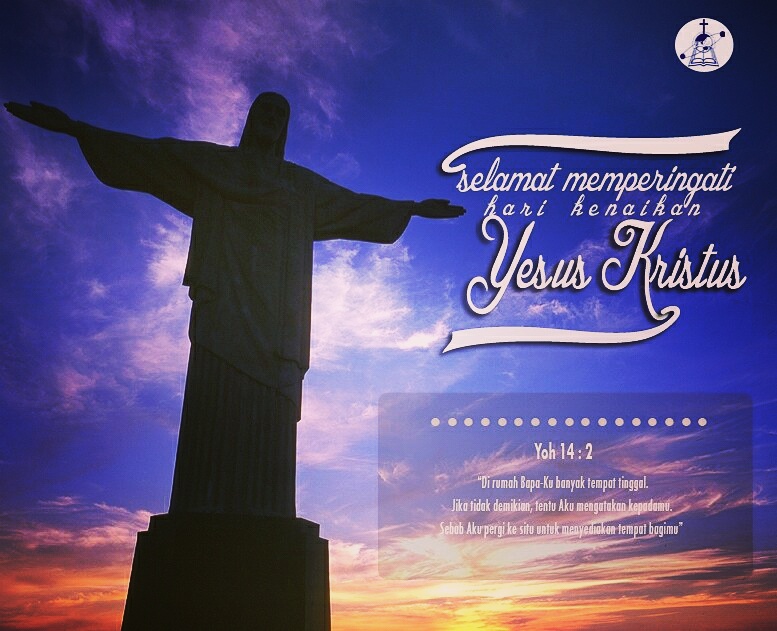 selamat memperingati
hari kenaikan
Yesus Kristus
Yoh 14 : 2
"Di rumah Bapa-Ku banyak tempat tinggal.
Jika tidak demikian, tentu Aku mengatakan kepadamu.
Sebab Aku pergi ke situ untuk menyediakan tempat bagimu"